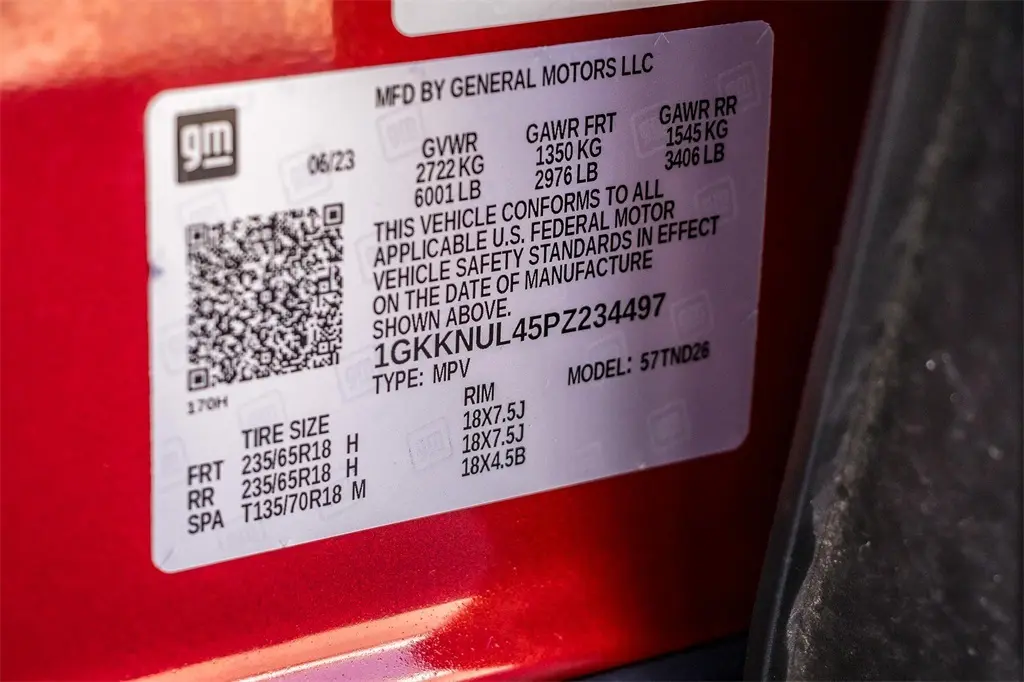 MFD BY GENERAL MOTORS LLC
gm
06/23
GVWR GAWR FRT GAWR RR
2722 KG 1350 KG 1545 KG
6001 LB 2976 LB 3406 LB
THIS VEHICLE CONFORMS TO ALL
APPLICABLE U.S. FEDERAL MOTOR
VEHICLE SAFETY STANDARDS IN EFFECT
ON THE DATE OF MANUFACTURE
SHOWN ABOVE.
1GKKNUL45PZ234497
TYPE: MPV MODEL: 57TND26
170H
TIRE SIZE RIM
FRT 235/65R18 H 18X7.5J
RR 235/65R18 H 18X7.5J
SPA T135/70R18 M 18X4.5B